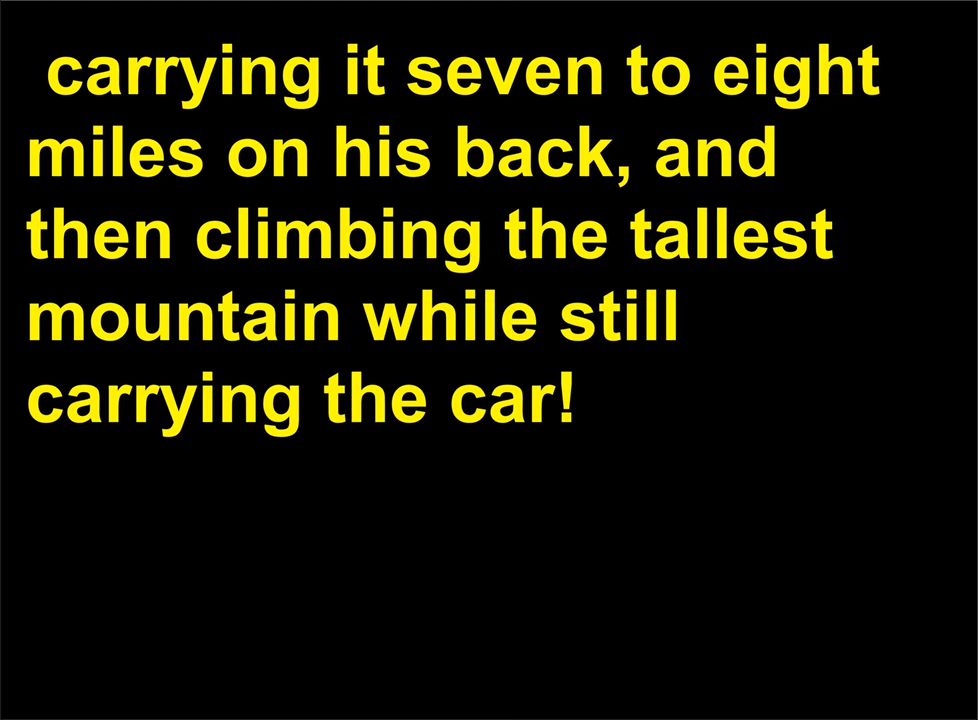 carrying it seven to eight
miles on his back, and
then climbing the tallest
mountain while still
carrying the car!